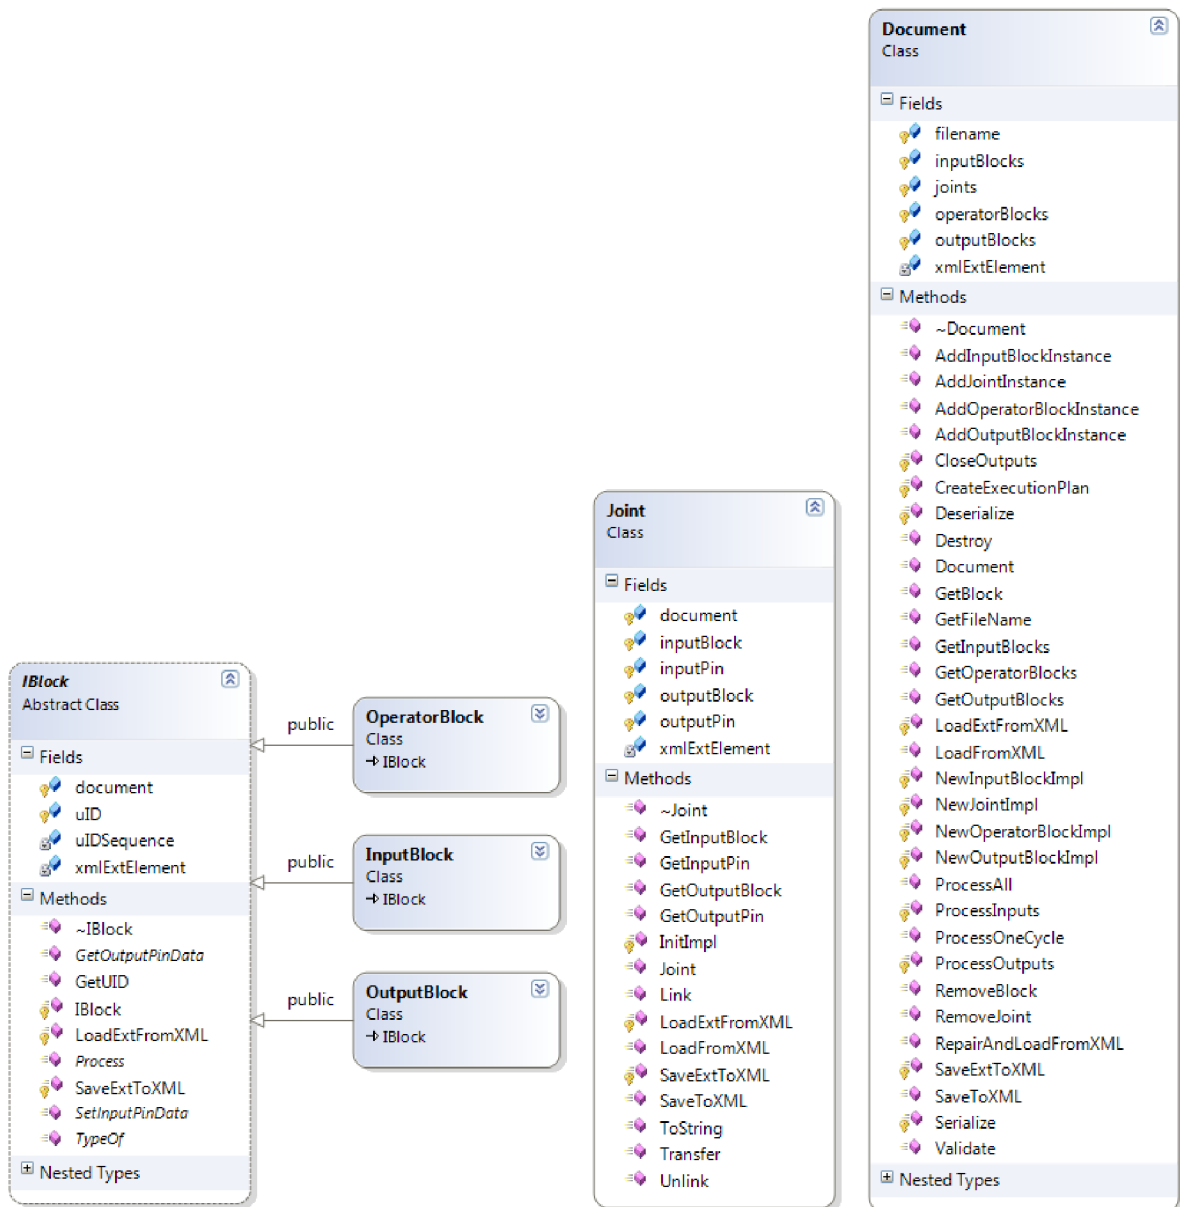 IBlock
Abstract Class
Fields
document
uID
uIDSequence
xmlExtElement
Methods
~IBlock
GetOutputPinData
GetUID
IBlock
LoadExtFromXML
Process
SaveExtToXML
SetInputPinData
TypeOf
Nested Types
public
OperatorBlock
Class
IBlock
public
InputBlock
Class
IBlock
public
OutputBlock
Class
IBlock
Joint
Class
Fields
document
inputBlock
inputPin
outputBlock
outputPin
xmlExtElement
Methods
~Joint
GetInputBlock
GetInputPin
GetOutputBlock
GetOutputPin
InitImpl
Joint
Link
LoadExtFromXML
LoadFromXML
SaveExtToXML
SaveToXML
ToString
Transfer
Unlink
Document
Class
Fields
filename
inputBlocks
joints
operatorBlocks
outputBlocks
xmlExtElement
Methods
~Document
AddInputBlockInstance
AddJointInstance
AddOperatorBlockInstance
AddOutputBlockInstance
CloseOutputs
CreateExecutionPlan
Deserialize
Destroy
Document
GetBlock
GetFileName
GetInputBlocks
GetOperatorBlocks
GetOutputBlocks
LoadExtFromXML
LoadFromXML
NewInputBlockImpl
NewJointImpl
NewOperatorBlockImpl
NewOutputBlockImpl
ProcessAll
ProcessInputs
ProcessOneCycle
ProcessOutputs
RemoveBlock
RemoveJoint
RepairAndLoadFromXML
SaveExtToXML
SaveToXML
Serialize
Validate
Nested Types